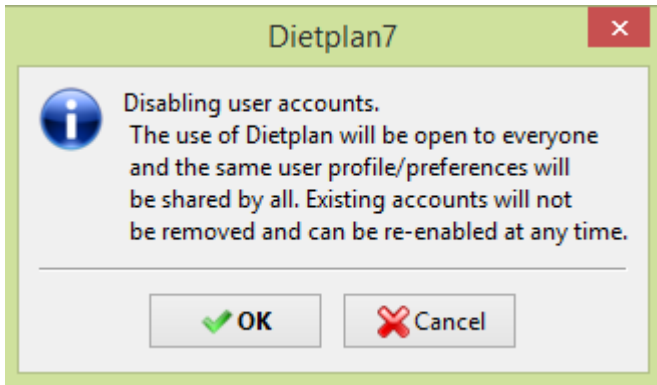 Dietplan7
Disabling user accounts.
The use of Dietplan will be open to everyone
and the same user profile/preferences will
be shared by all. Existing accounts will not
be removed and can be re-enabled at any time.
OK
Cancel